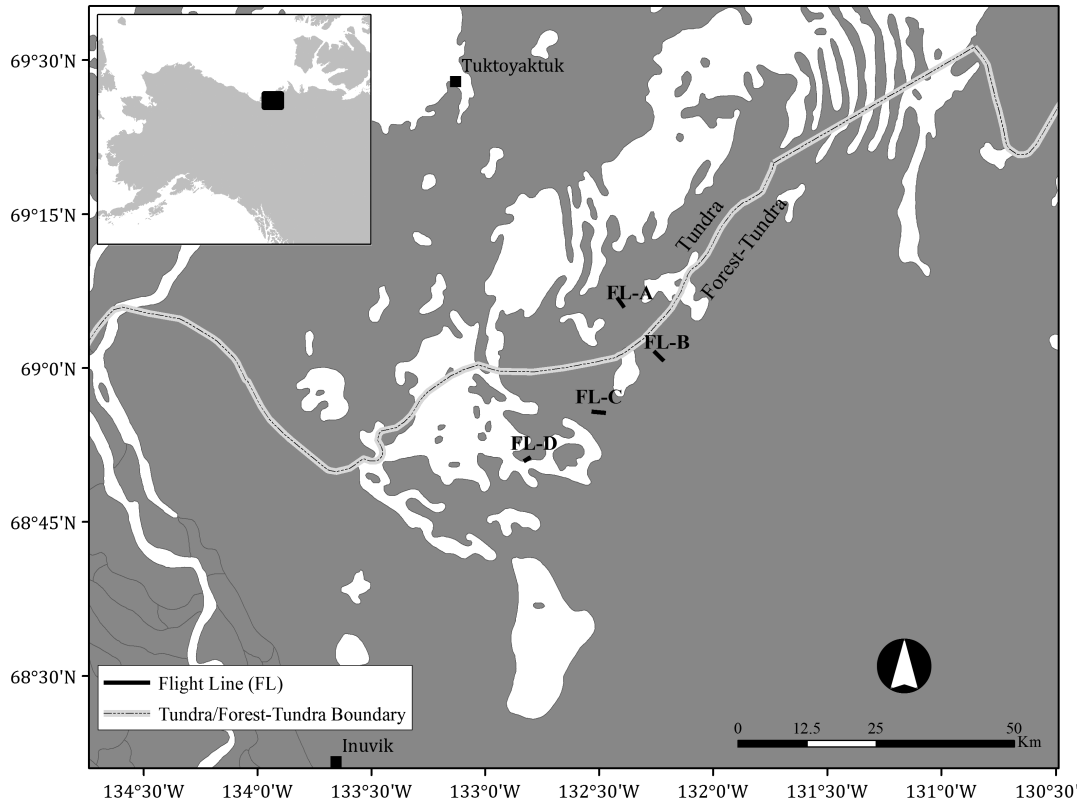 69°30'N
69°15'N
69°0'N
68°45'N
68°30'N
Tuktoyaktuk
Tundra
Forest-Tundra
FL-A
FL-B
FL-C
FL-D
Flight Line (FL)
Tundra/Forest-Tundra Boundary
Inuvik
0 12.5 25 50
Km
134°30'W 134°0'W 133°30'W 133°0'W 132°30'W 132°0'W 131°30'W 131°0'W 130°30'